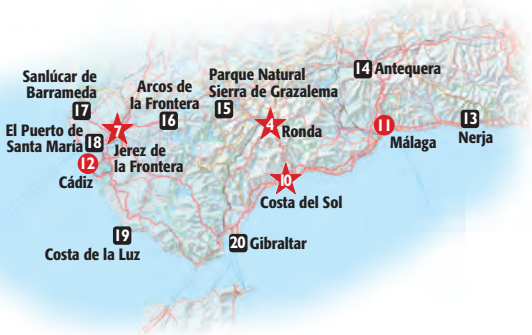 14 Antequera
Parque Natural
Sierra de Grazalema
15
Sanlúcar de
Barrameda
17
Arcos de
la Frontera
16
7
Jerez de
la Frontera
4
Ronda
11
Málaga
13
Nerja
El Puerto de
Santa María 18
12
Cádiz
10
Costa del Sol
19
Costa de la Luz
20 Gibraltar